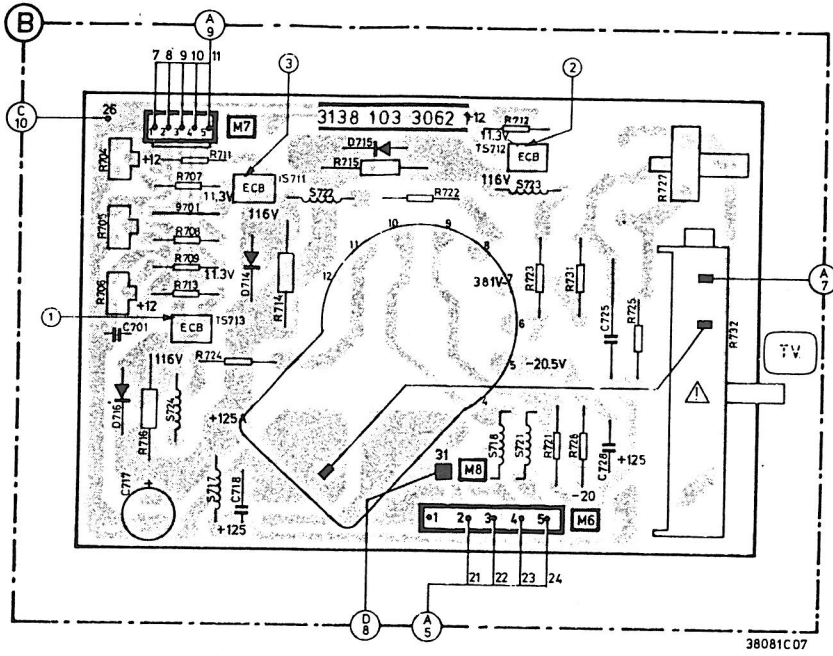 B
A 9
7 8 9 10 11
3
2
C 10
26
1 2 3 4 5
M7
3138 103 3062
+12
R712
11.3V
TS712
ECB
D715
R715
R704
+12
R711
R707
ECB
TS711
11,3V
116V
S722
R722
116V
S723
R727
9701
R705
R708
R709
11.3V
D714
R714
10
9
11
8
12
381V
7
R723
R731
A 7
R706
R713
+12
1
C701
ECB
TS713
6
C725
R725
R732
TV
116V
R724
5
-20.5V
4
D716
R716
S724
+125A
S718
S721
R721
R726
C728
+125
31
M8
C717
+
S717
C718
+125
-20
1 2 3 4 5
M6
21 22 23 24
D 8
A 5
38081C07